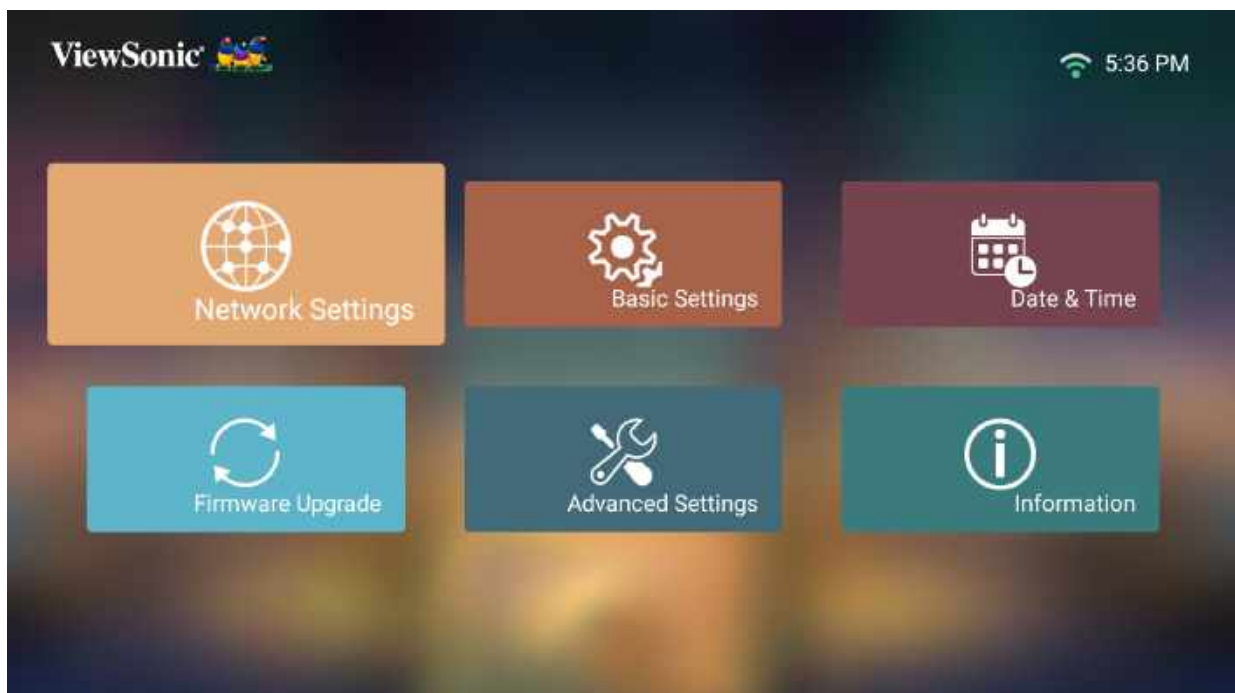 ViewSonic
5:36 PM
Network Settings
Basic Settings
Date & Time
Firmware Upgrade
Advanced Settings
Information